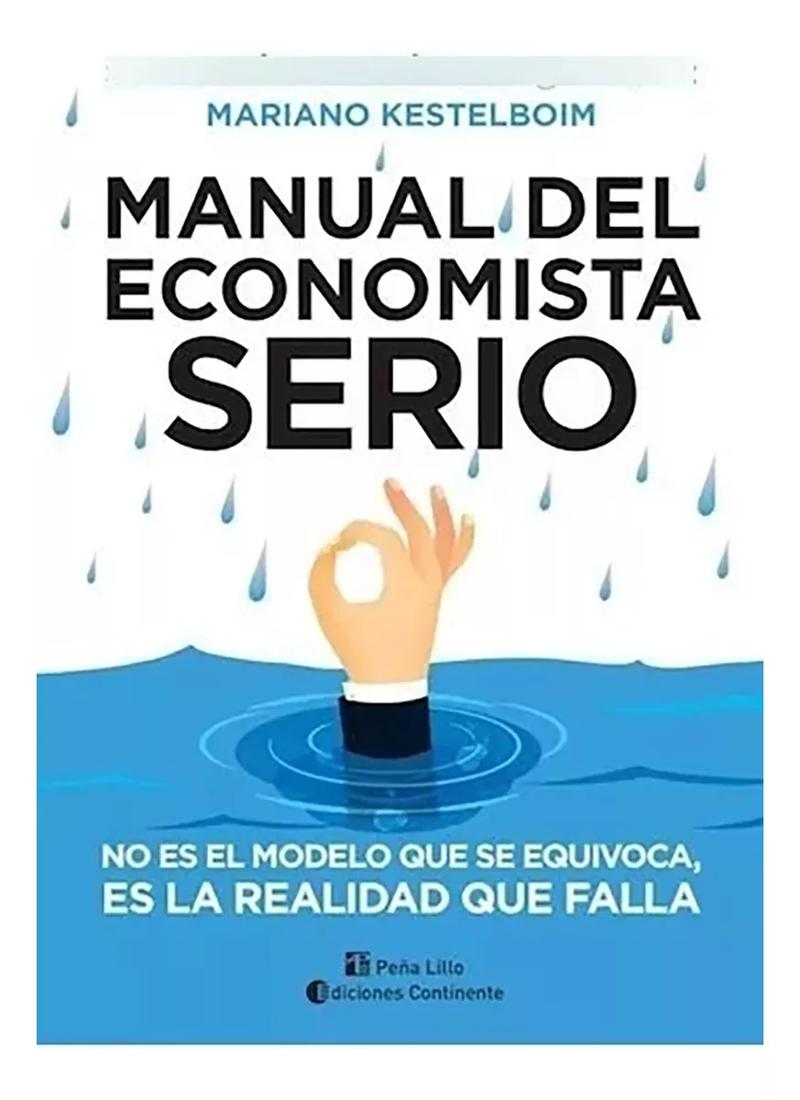 MARIANO KESTELBOIM
MANUAL DEL
ECONOMISTA
SERIO
NO ES EL MODELO QUE SE EQUIVOCA,
ES LA REALIDAD QUE FALLA
Peña Lillo
Ediciones Continente